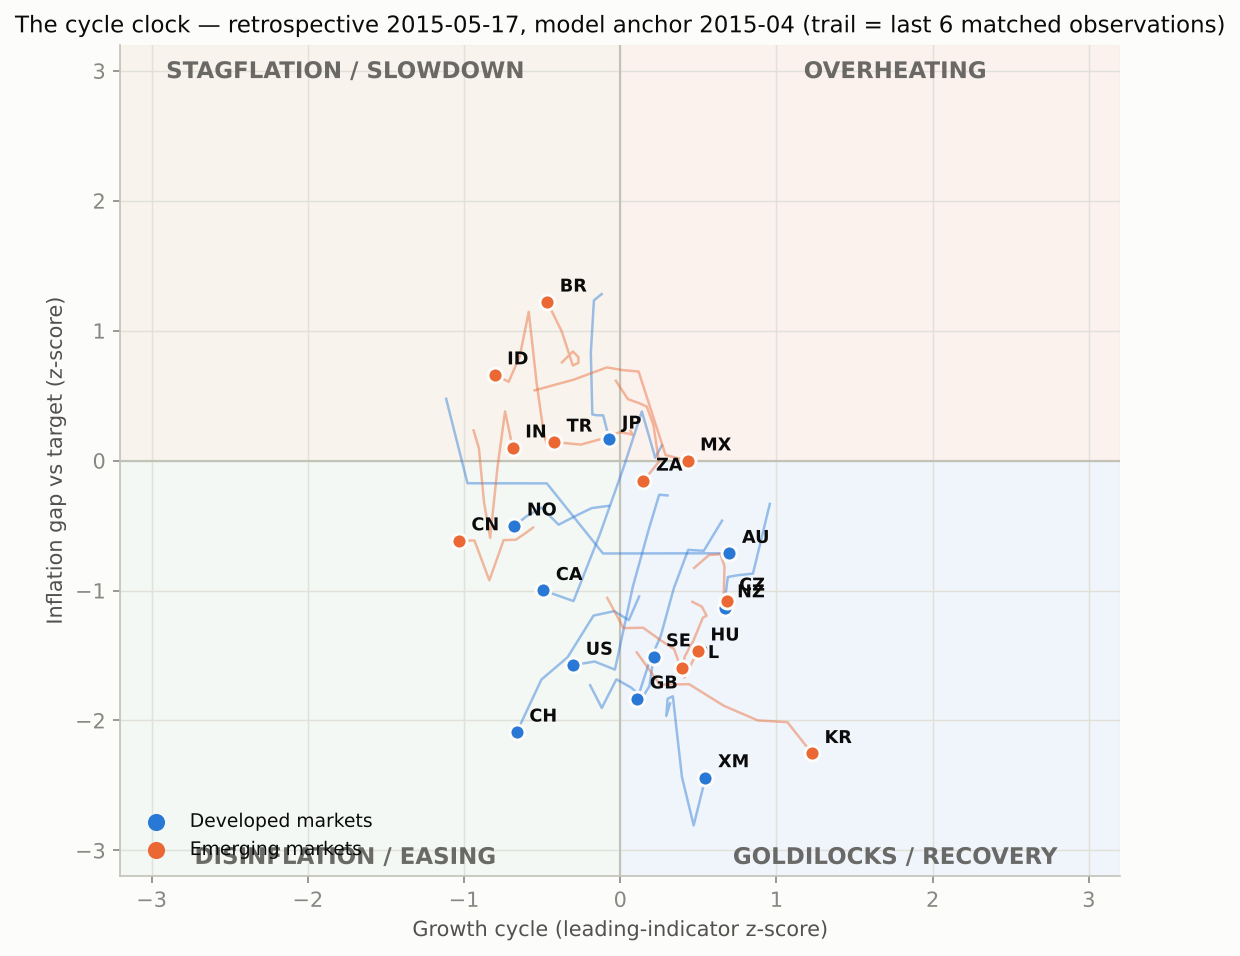 The cycle clock — retrospective 2015-05-17, model anchor 2015-04 (trail = last 6 matched observations)
STAGFLATION / SLOWDOWN
OVERHEATING
3
2
1
0
−1
−2
−3
Inflation gap vs target (z-score)
BR
ID
IN
TR
JP
MX
ZA
CN
NO
AU
CA
CZ
NZ
HU
SE
L
US
GB
CH
KR
XM
Developed markets
Emerging markets
DISINFLATION / EASING
GOLDILOCKS / RECOVERY
−3
−2
−1
0
1
2
3
Growth cycle (leading-indicator z-score)